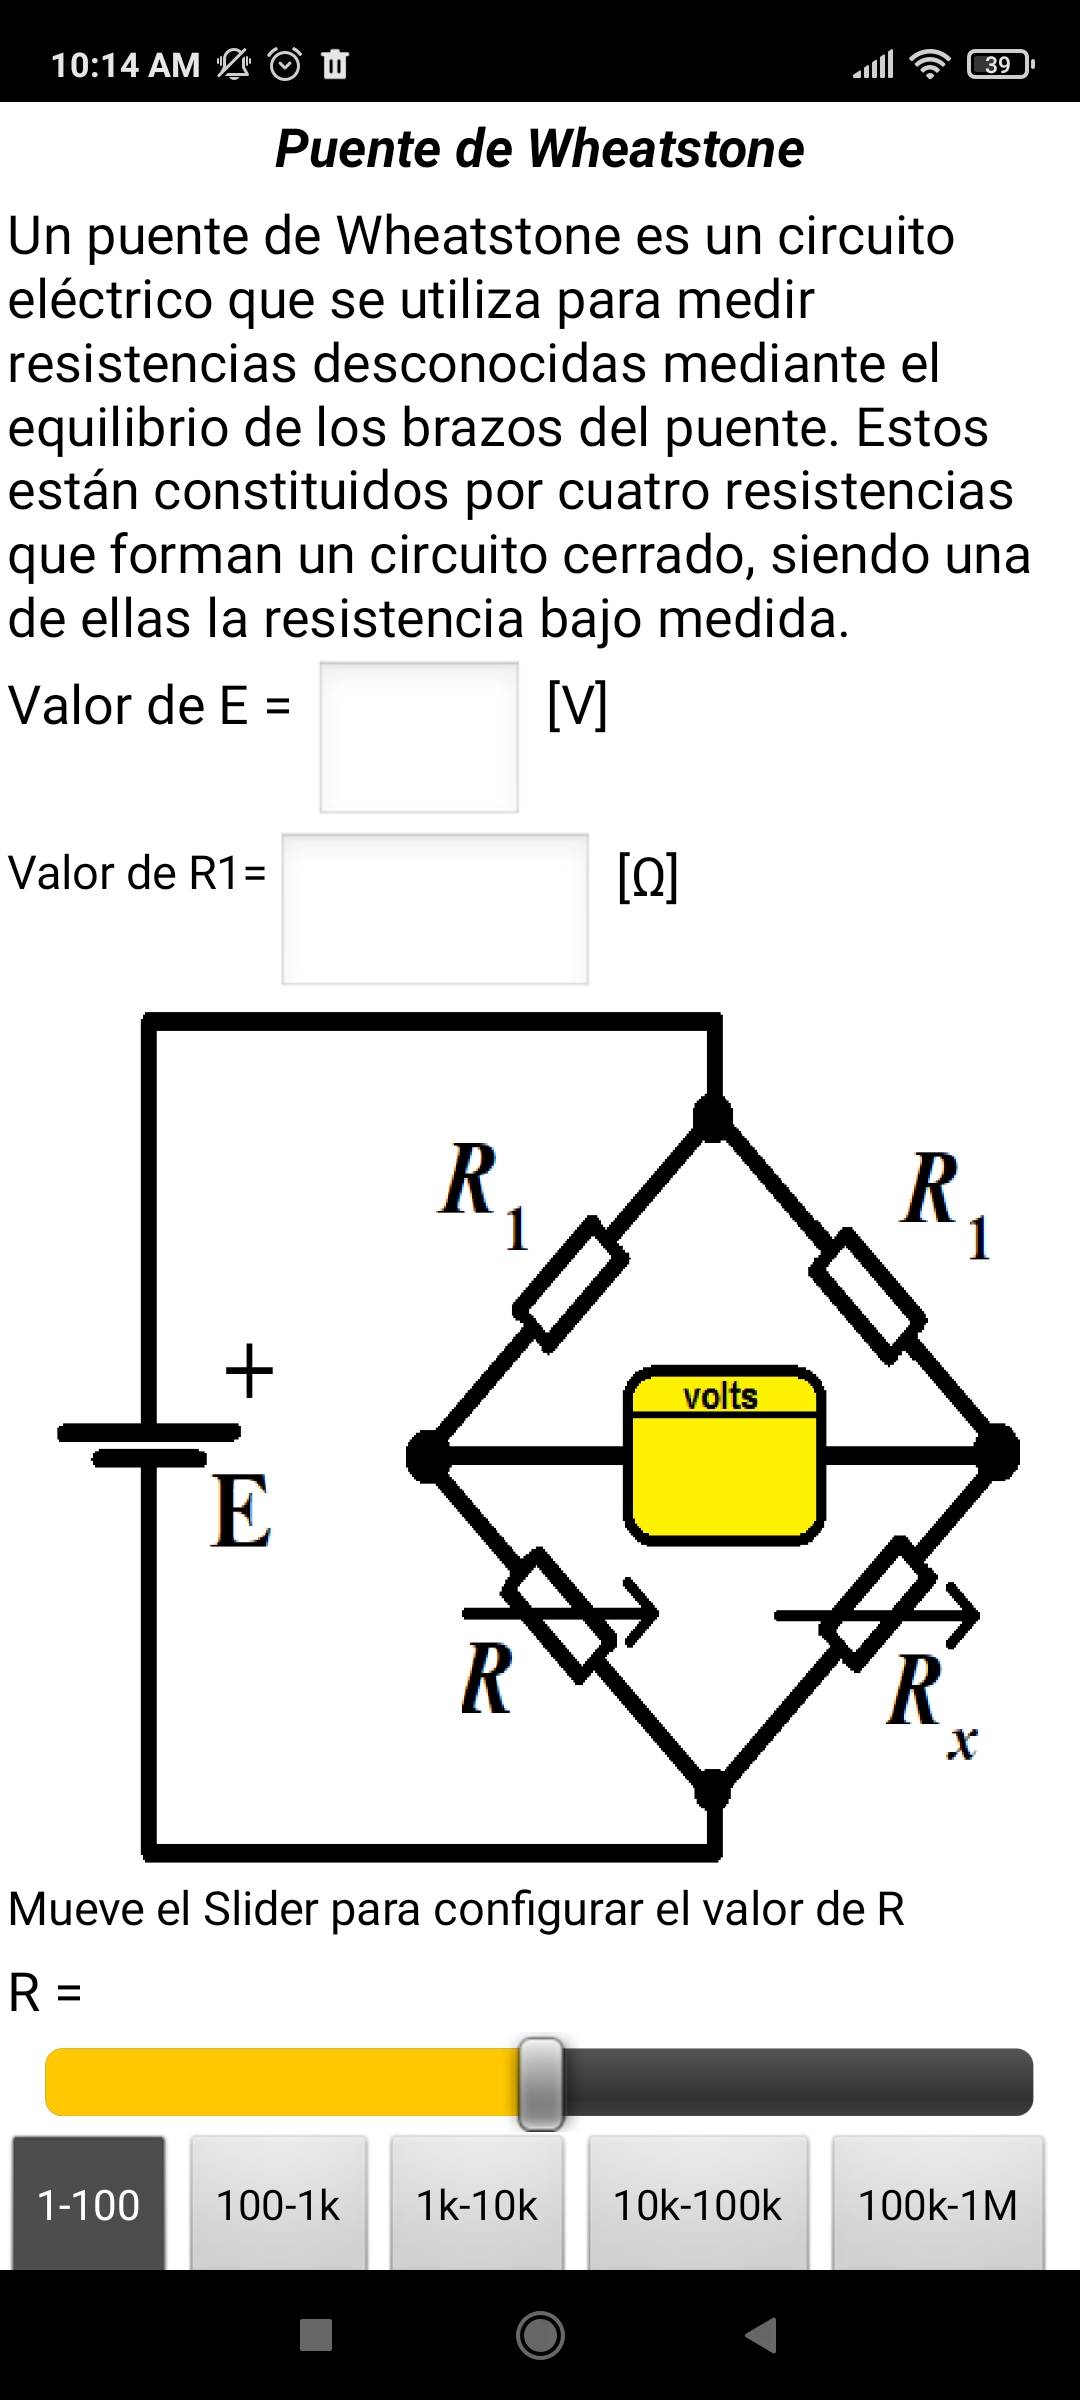 10:14 AM
39
Puente de Wheatstone
Un puente de Wheatstone es un circuito
eléctrico que se utiliza para medir
resistencias desconocidas mediante el
equilibrio de los brazos del puente. Estos
están constituidos por cuatro resistencias
que forman un circuito cerrado, siendo una
de ellas la resistencia bajo medida.
Valor de E = [V]
Valor de R1= [Ω]
R1 R1
+
volts
E
R Rx
Mueve el Slider para configurar el valor de R
R =
1-100 100-1k 1k-10k 10k-100k 100k-1M